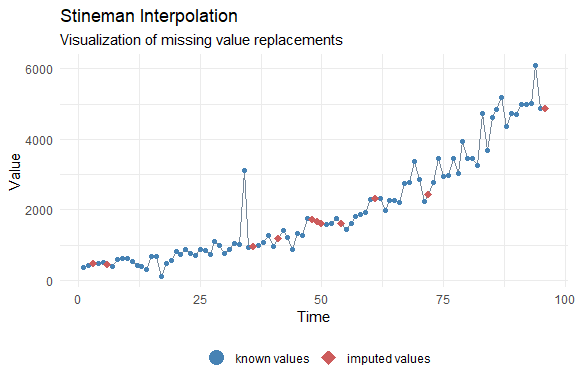 Stineman Interpolation
Visualization of missing value replacements
6000
4000
2000
0
Value
0 25 50 75 100
Time
known values imputed values